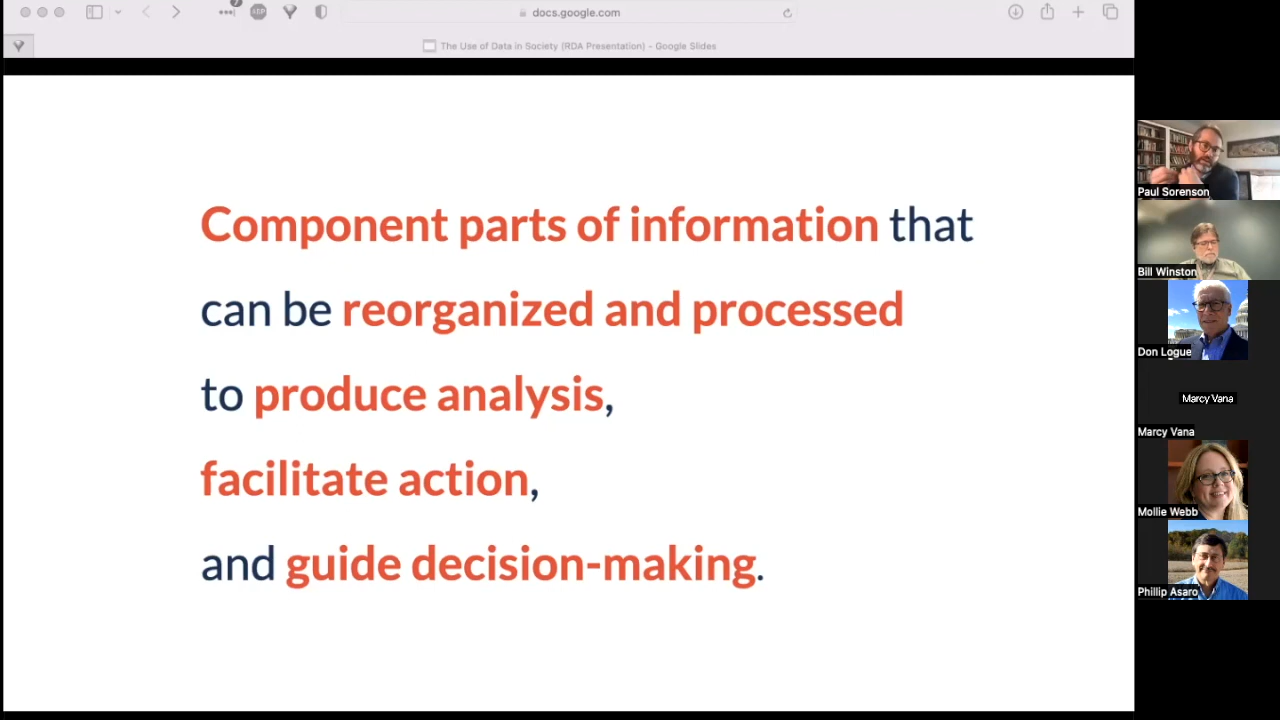 docs.google.com
The Use of Data in Society (RDA Presentation) – Google Slides
Component parts of information that
can be reorganized and processed
to produce analysis,
facilitate action,
and guide decision-making.
Paul Sorenson
Bill Winston
Don Logue
Marcy Vana
Marcy Vana
Mollie Webb
Phillip Asaro